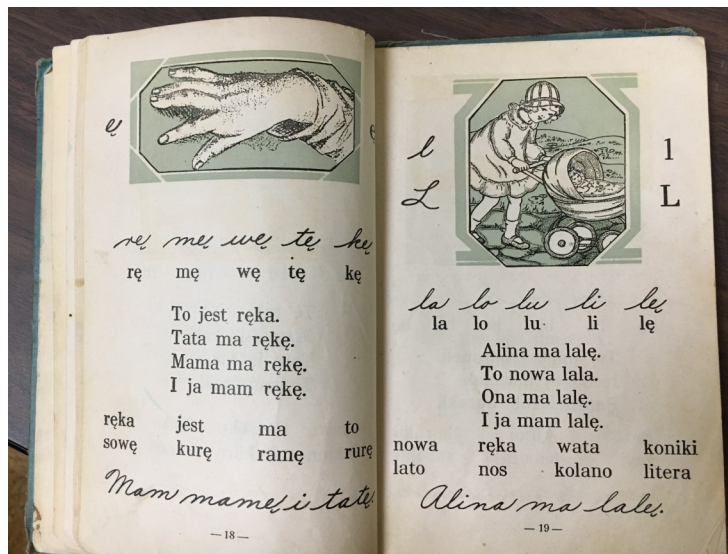 ę
rę mę wę tę kę
rę mę wę tę kę
To jest ręka.
Tata ma rękę.
Mama ma rękę.
I ja mam rękę.
ręka jest ma to
sowę kurę ramę rurę
Mam mamę i tatę.
— 18 —
l l
L L
la lo lu li lę
la lo lu li lę
Alina ma lalę.
To nowa lala.
Ona ma lalę.
I ja mam lalę.
nowa ręka wata koniki
lato nos kolano litera
Alina ma lalę.
— 19 —